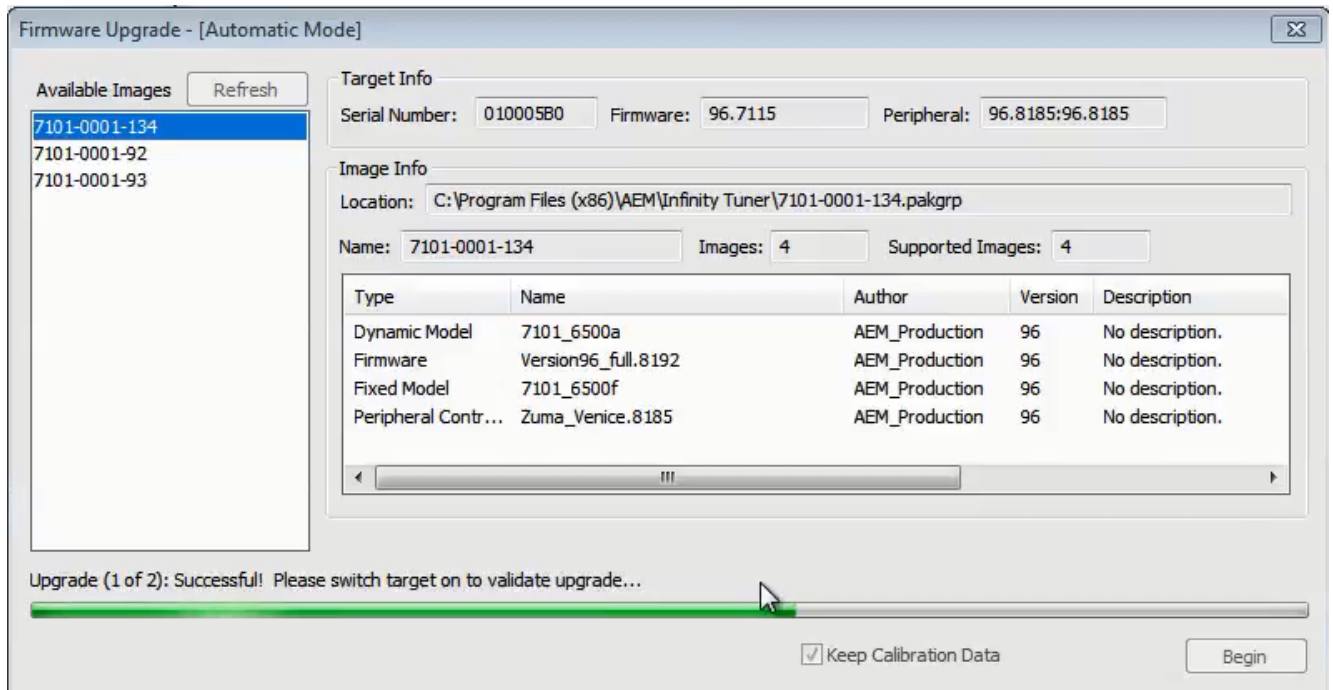 Firmware Upgrade - [Automatic Mode]
Available Images Refresh
7101-0001-134
7101-0001-92
7101-0001-93
Target Info
Serial Number: 010005B0 Firmware: 96.7115 Peripheral: 96.8185:96.8185
Image Info
Location: C:\Program Files (x86)\AEM\Infinity Tuner\7101-0001-134.pakgrp
Name: 7101-0001-134 Images: 4 Supported Images: 4
Type Name Author Version Description
Dynamic Model 7101_6500a AEM_Production 96 No description.
Firmware Version96_full.8192 AEM_Production 96 No description.
Fixed Model 7101_6500f AEM_Production 96 No description.
Peripheral Contr... Zuma_Venice.8185 AEM_Production 96 No description.
Upgrade (1 of 2): Successful! Please switch target on to validate upgrade...
Keep Calibration Data Begin